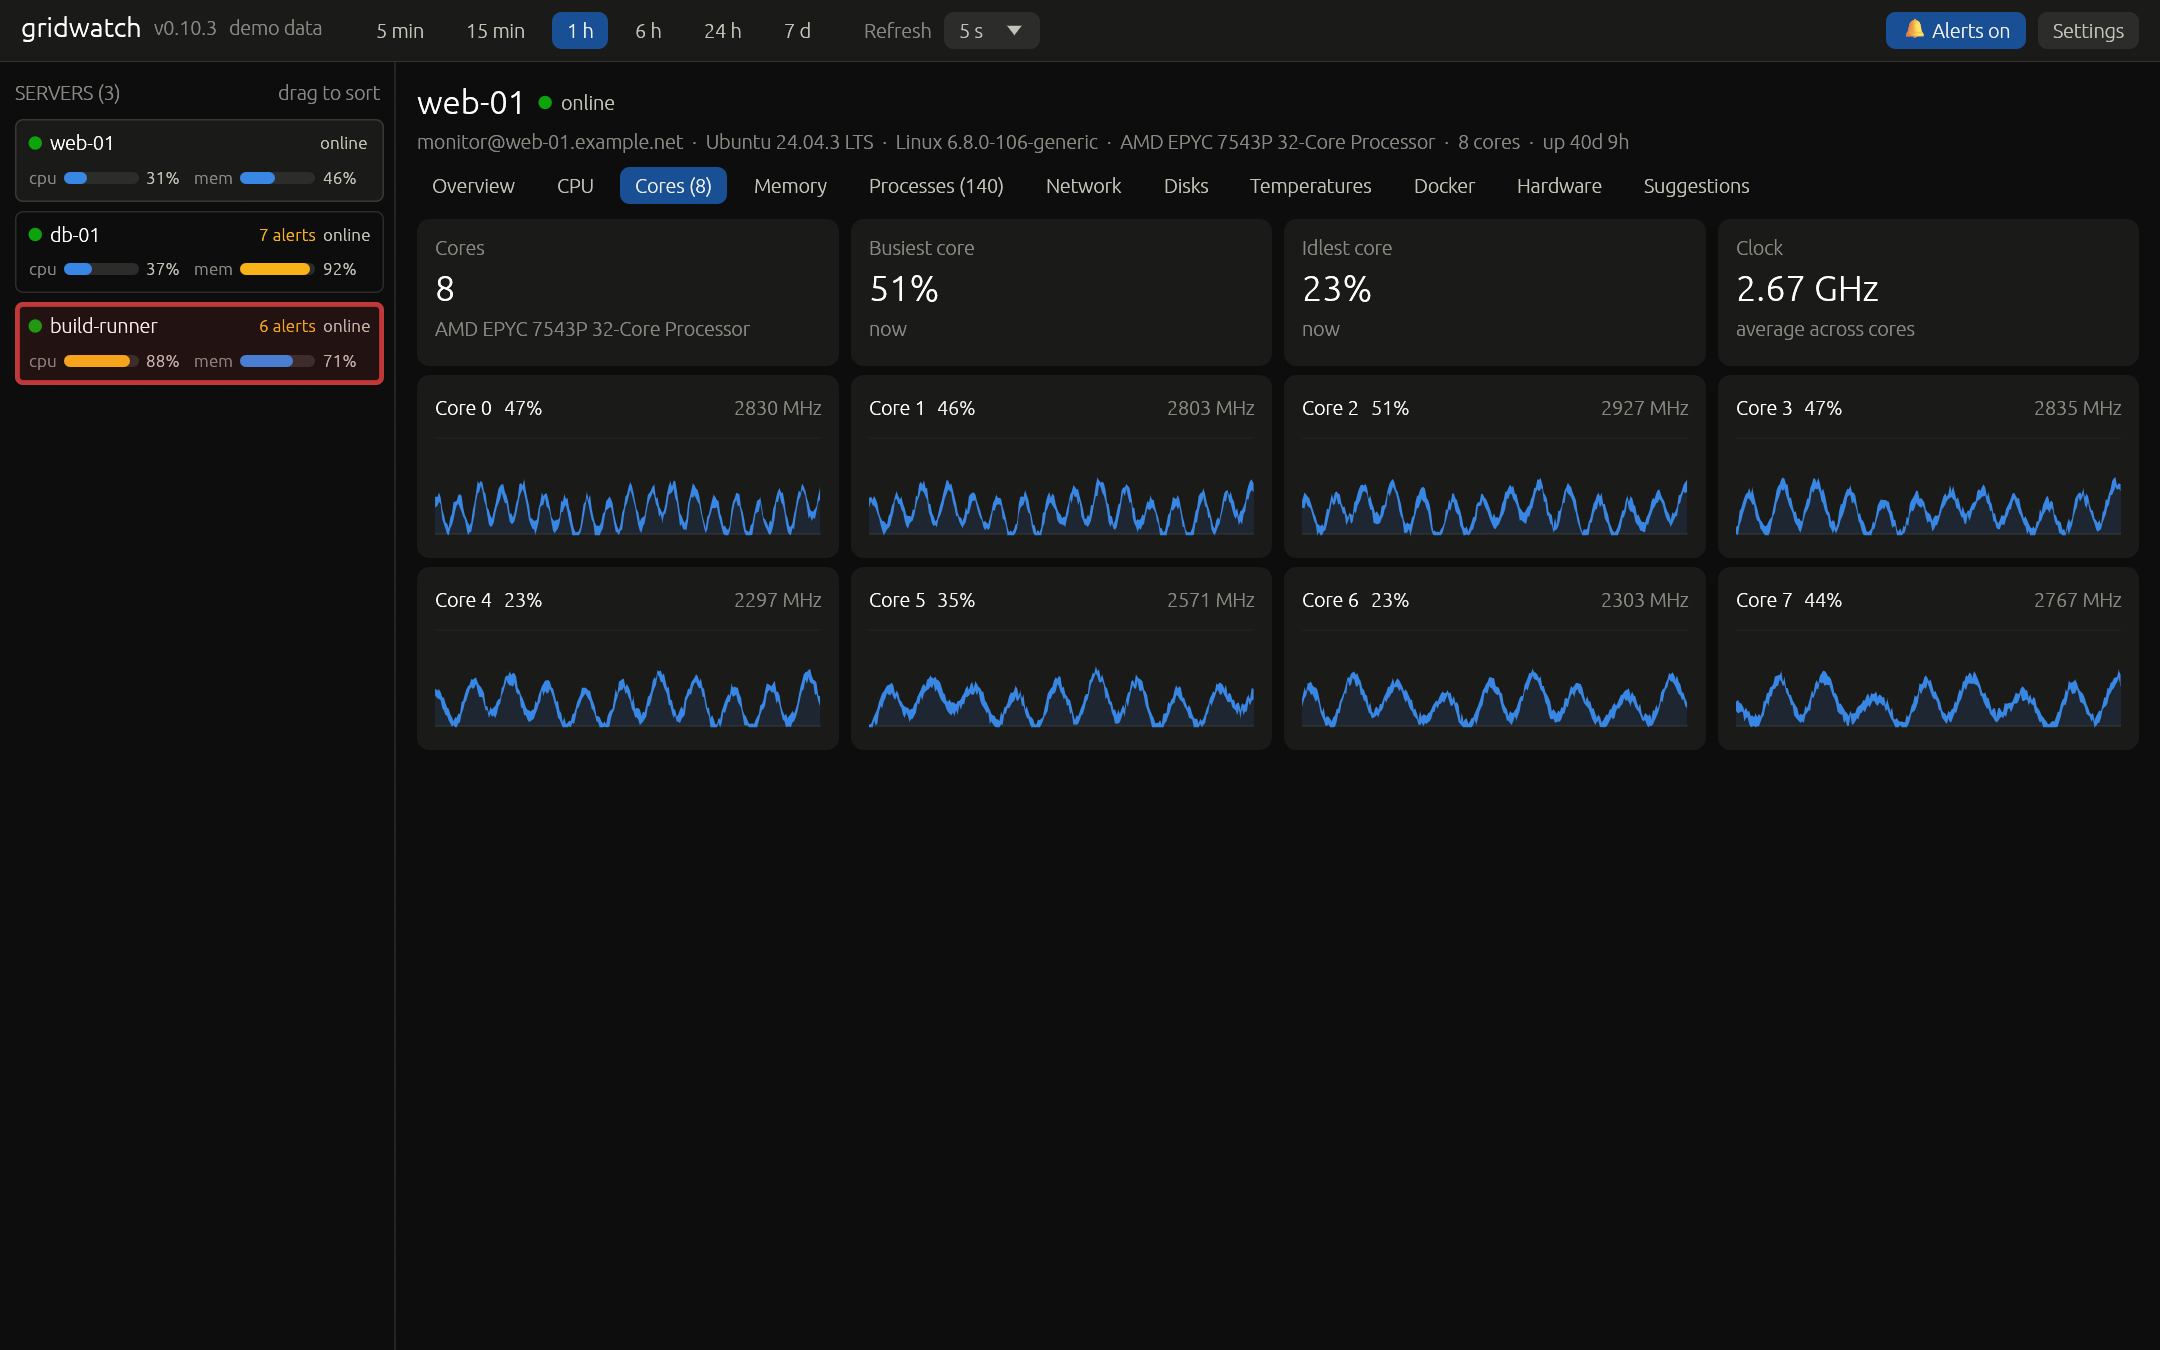 gridwatch v0.10.3 demo data 5 min 15 min 1 h 6 h 24 h 7 d Refresh 5 s 🔔 Alerts on Settings
SERVERS (3) drag to sort
web-01 online
cpu 31% mem 46%
db-01 7 alerts online
cpu 37% mem 92%
build-runner 6 alerts online
cpu 88% mem 71%
web-01 online
monitor@web-01.example.net · Ubuntu 24.04.3 LTS · Linux 6.8.0-106-generic · AMD EPYC 7543P 32-Core Processor · 8 cores · up 40d 9h
Overview CPU Cores (8) Memory Processes (140) Network Disks Temperatures Docker Hardware Suggestions
Cores
8
AMD EPYC 7543P 32-Core Processor
Busiest core
51%
now
Idlest core
23%
now
Clock
2.67 GHz
average across cores
Core 0 47% 2830 MHz
Core 1 46% 2803 MHz
Core 2 51% 2927 MHz
Core 3 47% 2835 MHz
Core 4 23% 2297 MHz
Core 5 35% 2571 MHz
Core 6 23% 2303 MHz
Core 7 44% 2767 MHz